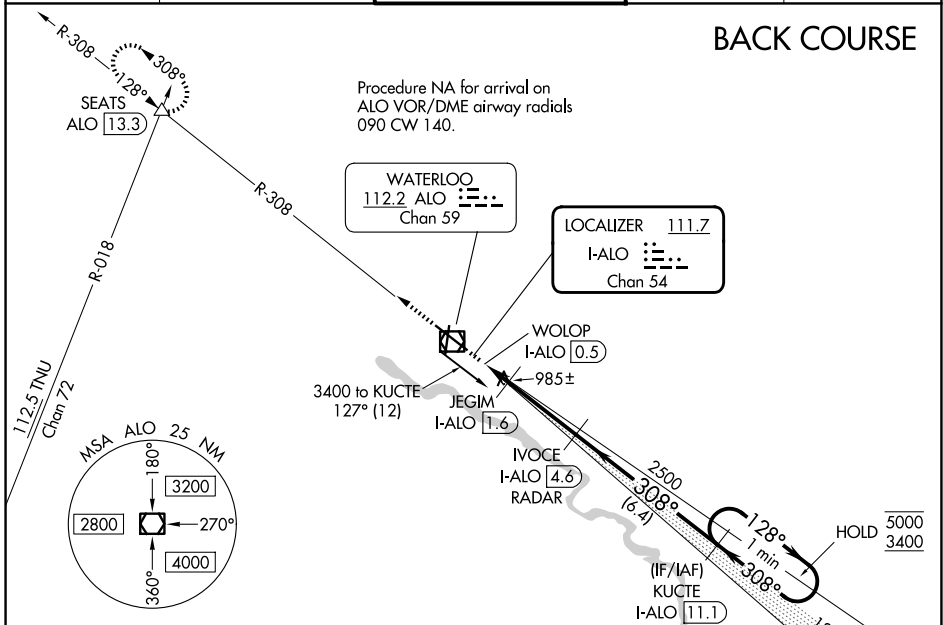 BACK COURSE
R-308
308°
128°
SEATS
ALO 13.3
Procedure NA for arrival on
ALO VOR/DME airway radials
090 CW 140.
R-308
WATERLOO
112.2 ALO
Chan 59
LOCALIZER 111.7
I-ALO
Chan 54
R-018
112.5 TNU
Chan 72
WOLOP
I-ALO 0.5
985±
3400 to KUCTE
127° (12)
JEGIM
I-ALO 1.6
IVOCE
I-ALO 4.6
RADAR
2500
308°
(6.4)
128°
1 min
308°
HOLD 5000
3400
(IF/IAF)
KUCTE
I-ALO 11.1
MSA ALO 25 NM
180°
3200
2800
270°
4000
360°